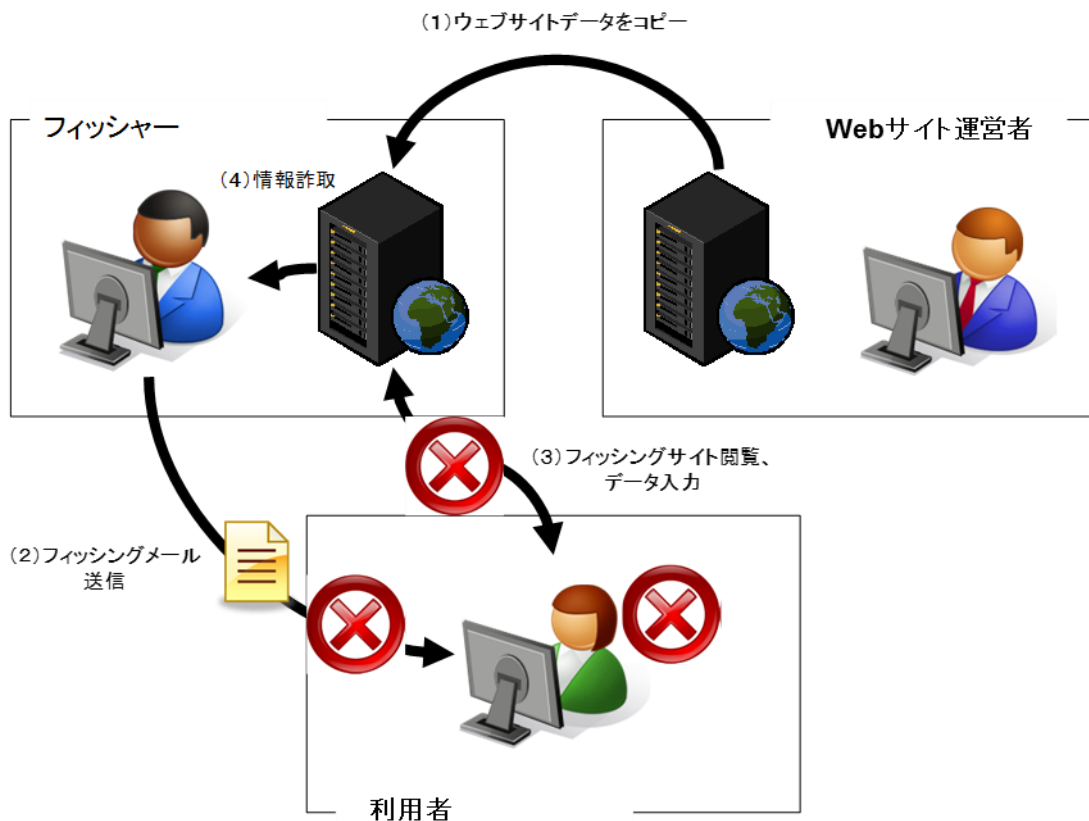 (1)ウェブサイトデータをコピー
フィッシャー
Webサイト運営者
(4)情報詐取
(3)フィッシングサイト閲覧、
データ入力
(2)フィッシングメール
送信
利用者